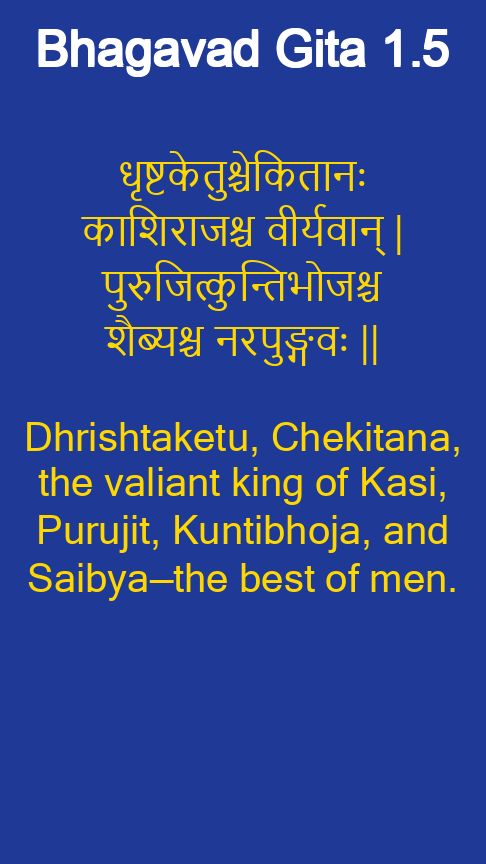 Bhagavad Gita 1.5
धृष्टकेतुश्चेकितानः
काशिराजश्च वीर्यवान् |
पुरुजित्कुन्तिभोजश्च
शैब्यश्च नरपुङ्गवः ||
Dhrishtaketu, Chekitana,
the valiant king of Kasi,
Purujit, Kuntibhoja, and
Saibya—the best of men.